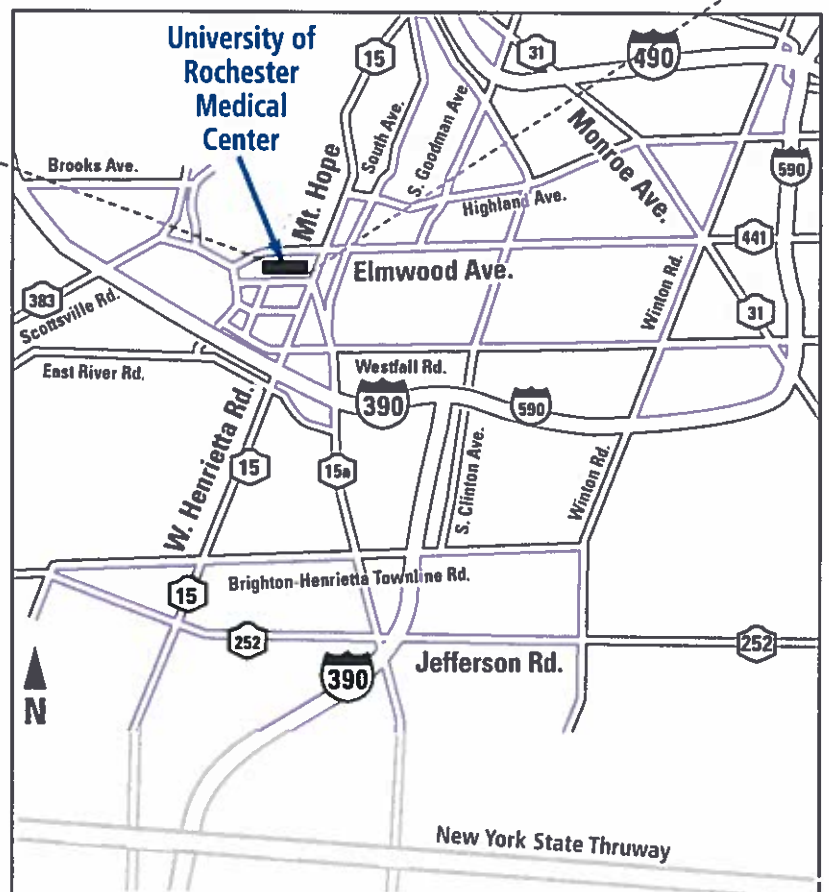 University of
Rochester
Medical
Center
15
31
490
Brooks Ave.
Mt. Hope
South Ave.
S. Goodman Ave.
Monroe Ave.
590
Highland Ave.
441
Elmwood Ave.
383
Scottsville Rd.
Winton Rd.
31
East River Rd.
Westfall Rd.
390
590
W. Henrietta Rd.
15
15a
S. Clinton Ave.
Winton Rd.
Brighton-Henrietta Townline Rd.
15
252
252
Jefferson Rd.
390
N
New York State Thruway